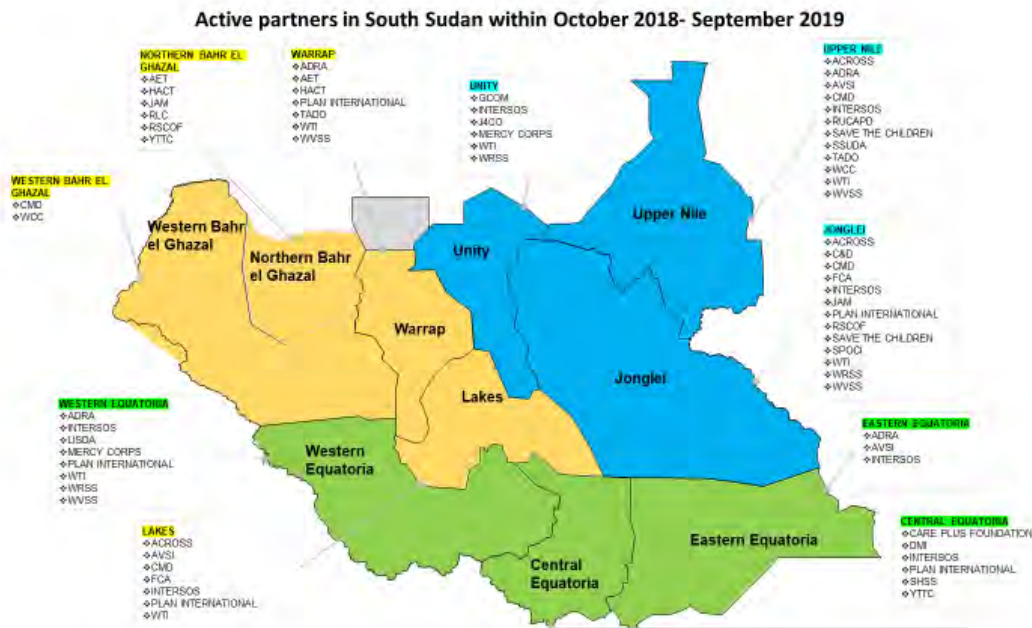 Active partners in South Sudan within October 2018- September 2019
NORTHERN BAHR EL
GHAZAL
❖AET
❖HACT
❖JAM
❖RLC
❖RSCOF
❖YTTC
WARRAP
❖ADRA
❖AET
❖HACT
❖PLAN INTERNATIONAL
❖TADO
❖WTI
❖WVSS
UNITY
❖GCOM
❖INTERSOS
❖J4CO
❖MERCY CORPS
❖WTI
❖WRSS
UPPER NILE
❖ACROSS
❖ADRA
❖AVSI
❖CMD
❖INTERSOS
❖RUCAPD
❖SAVE THE CHILDREN
❖SSUDA
❖TADO
❖WCC
❖WTI
❖WVSS
WESTERN BAHR EL
GHAZAL
❖CMD
❖WCC
JONGLEI
❖ACROSS
❖C&D
❖CMD
❖FCA
❖INTERSOS
❖JAM
❖PLAN INTERNATIONAL
❖RSCOF
❖SAVE THE CHILDREN
❖SPOCI
❖WTI
❖WRSS
❖WVSS
Western Bahr
el Ghazal
Northern Bahr
el Ghazal
Unity
Upper Nile
Warrap
Lakes
Jonglei
WESTERN EQUATORIA
❖ADRA
❖INTERSOS
❖LISDA
❖MERCY CORPS
❖PLAN INTERNATIONAL
❖WTI
❖WRSS
❖WVSS
Western
Equatoria
EASTERN EQUATORIA
❖ADRA
❖AVSI
❖INTERSOS
LAKES
❖ACROSS
❖AVSI
❖CMD
❖FCA
❖INTERSOS
❖PLAN INTERNATIONAL
❖WTI
Central
Equatoria
Eastern Equatoria
CENTRAL EQUATORIA
❖CARE PLUS FOUNDATION
❖DMI
❖INTERSOS
❖PLAN INTERNATIONAL
❖SHSS
❖YTTC